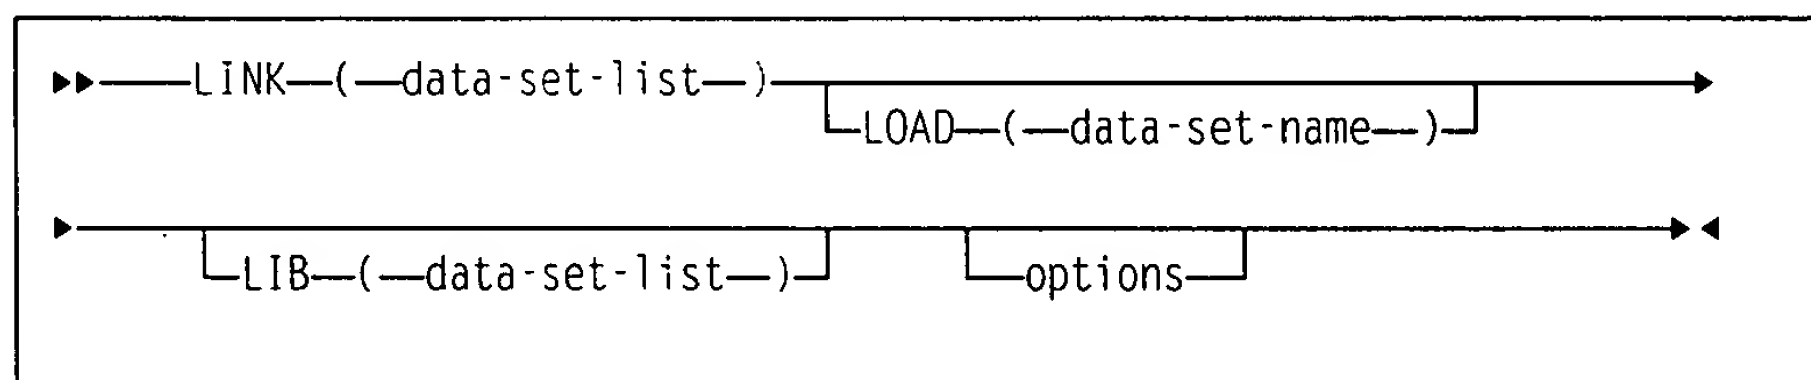 LINK ( data-set-list )
LOAD ( data-set-name )
LIB ( data-set-list )
options